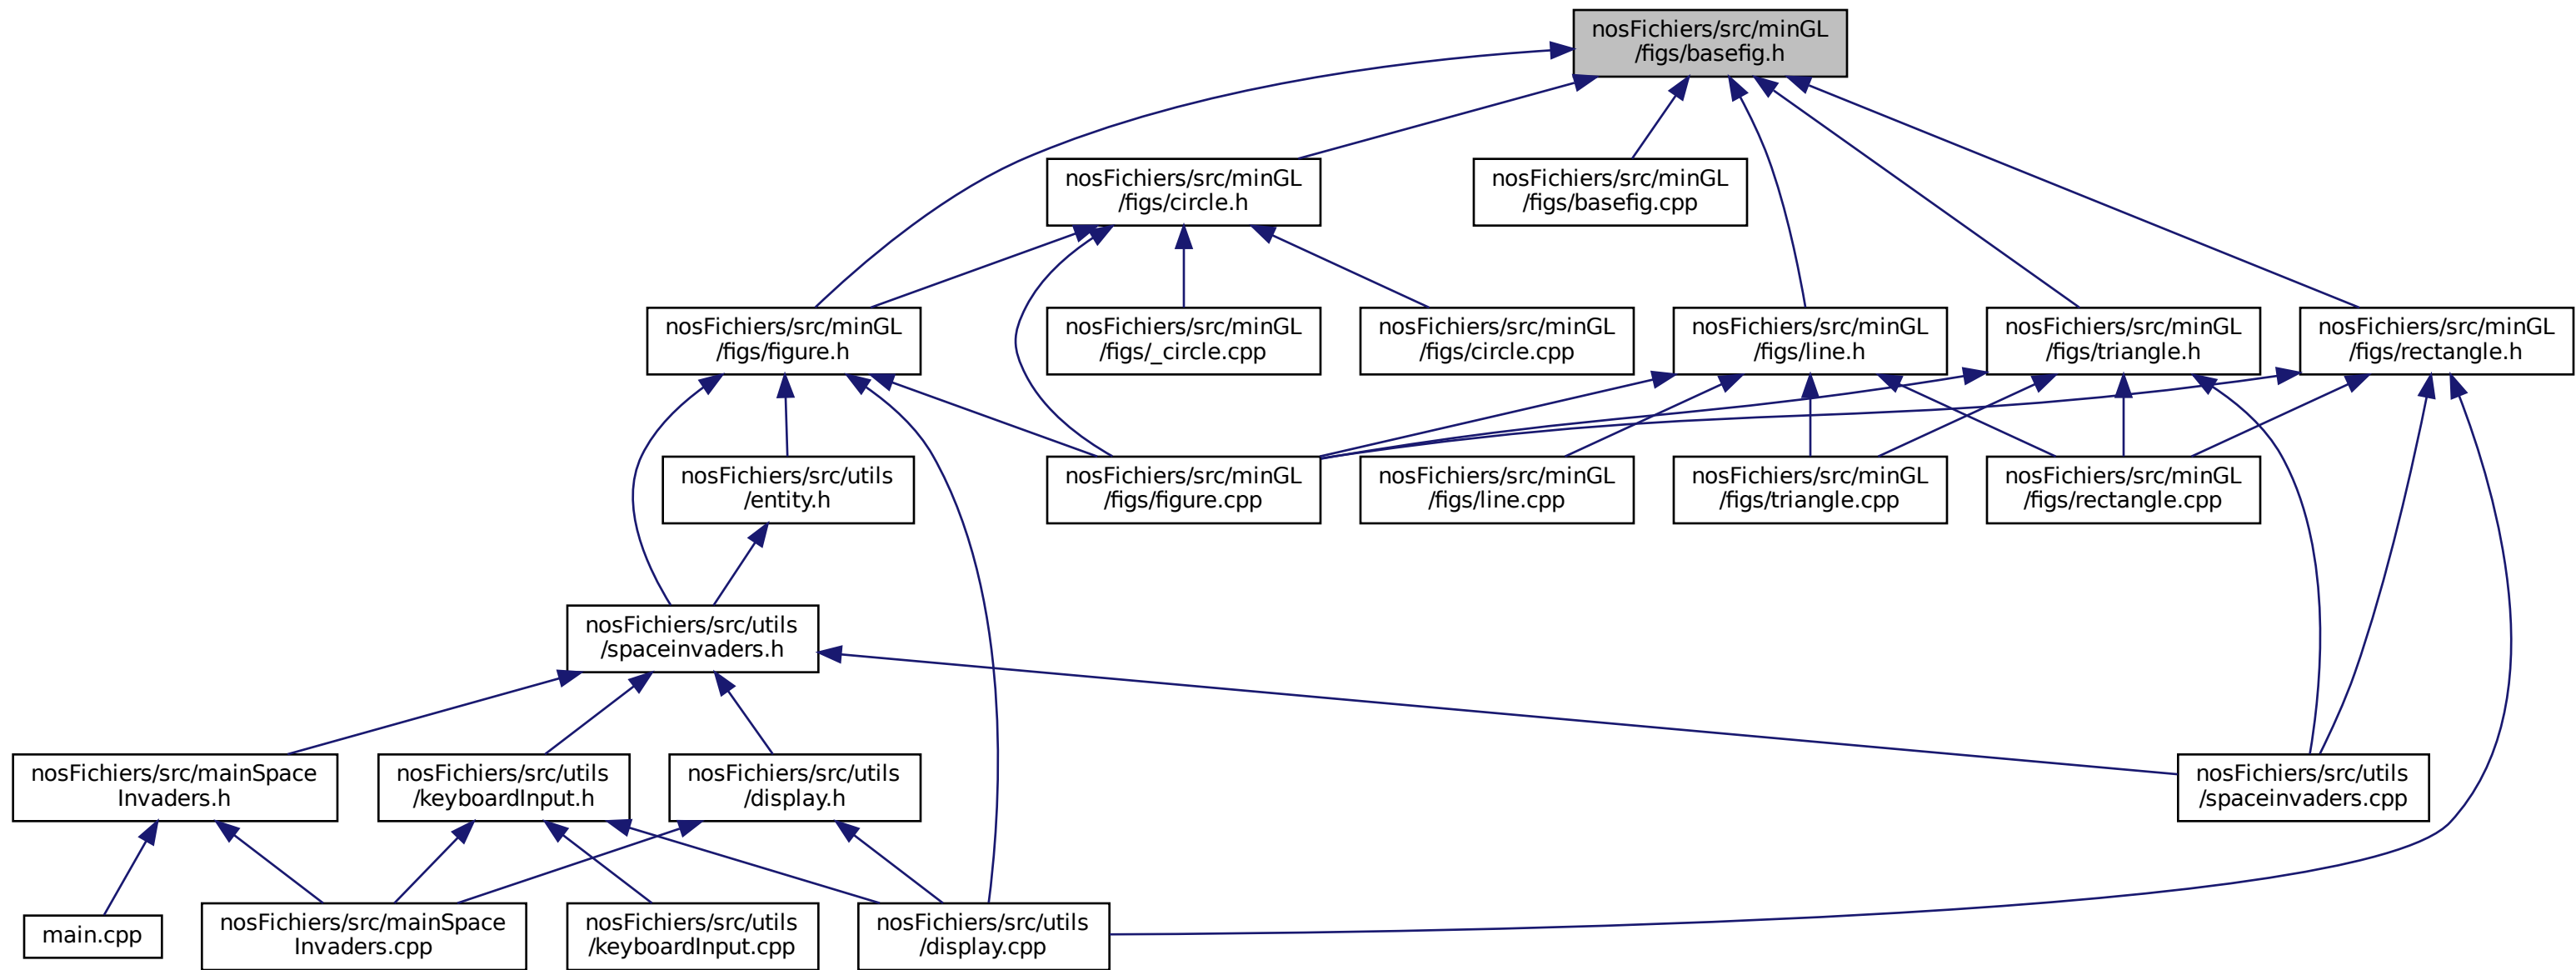 nosFichiers/src/minGL
/figs/basefig.h
nosFichiers/src/minGL
/figs/circle.h
nosFichiers/src/minGL
/figs/basefig.cpp
nosFichiers/src/minGL
/figs/figure.h
nosFichiers/src/minGL
/figs/_circle.cpp
nosFichiers/src/minGL
/figs/circle.cpp
nosFichiers/src/minGL
/figs/line.h
nosFichiers/src/minGL
/figs/triangle.h
nosFichiers/src/minGL
/figs/rectangle.h
nosFichiers/src/utils
/entity.h
nosFichiers/src/minGL
/figs/figure.cpp
nosFichiers/src/minGL
/figs/line.cpp
nosFichiers/src/minGL
/figs/triangle.cpp
nosFichiers/src/minGL
/figs/rectangle.cpp
nosFichiers/src/utils
/spaceinvaders.h
nosFichiers/src/mainSpace
Invaders.h
nosFichiers/src/utils
/keyboardInput.h
nosFichiers/src/utils
/display.h
nosFichiers/src/utils
/spaceinvaders.cpp
main.cpp
nosFichiers/src/mainSpace
Invaders.cpp
nosFichiers/src/utils
/keyboardInput.cpp
nosFichiers/src/utils
/display.cpp